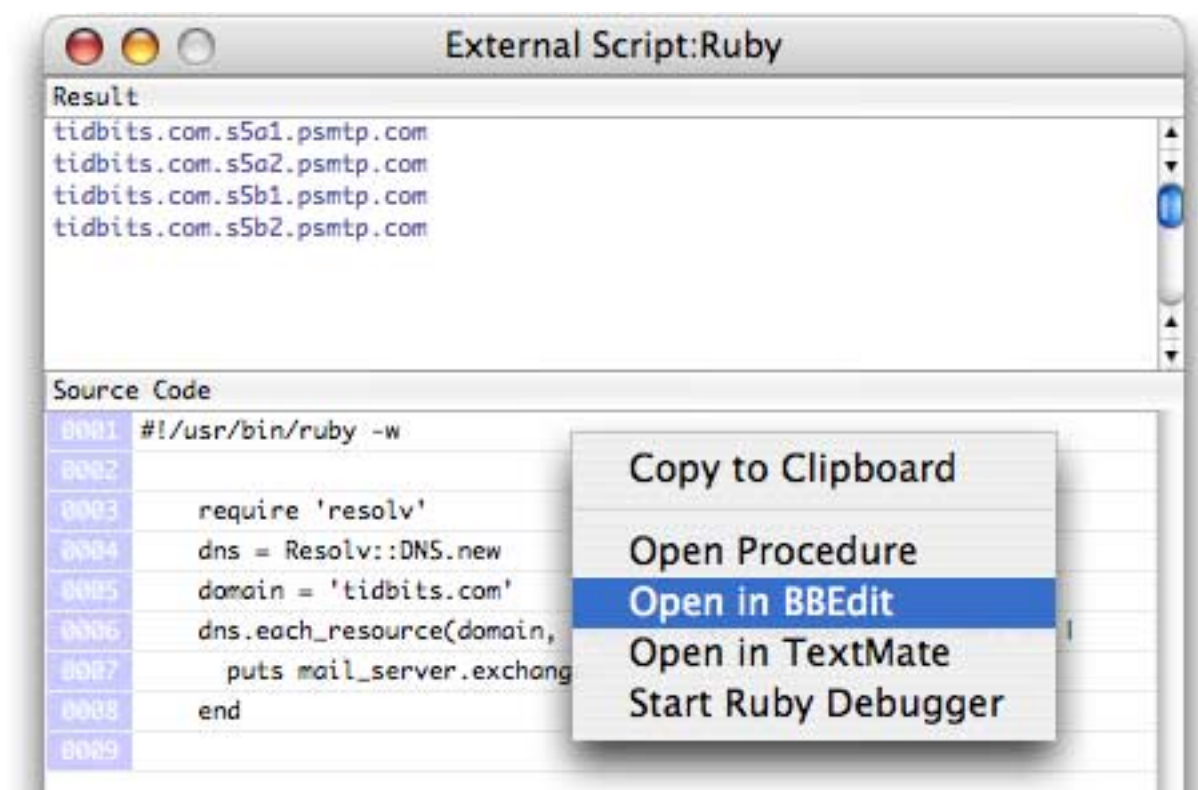 External Script:Ruby
Result
tidbits.com.s5a1.psmtp.com
tidbits.com.s5a2.psmtp.com
tidbits.com.s5b1.psmtp.com
tidbits.com.s5b2.psmtp.com
Source Code
0001 #!/usr/bin/ruby -w
0002
0003 require 'resolv'
0004 dns = Resolv::DNS.new
0005 domain = 'tidbits.com'
0006 dns.each_resource(domain, |
0007 puts mail_server.exchang
0008 end
0009
Copy to Clipboard
Open Procedure
Open in BBEdit
Open in TextMate
Start Ruby Debugger